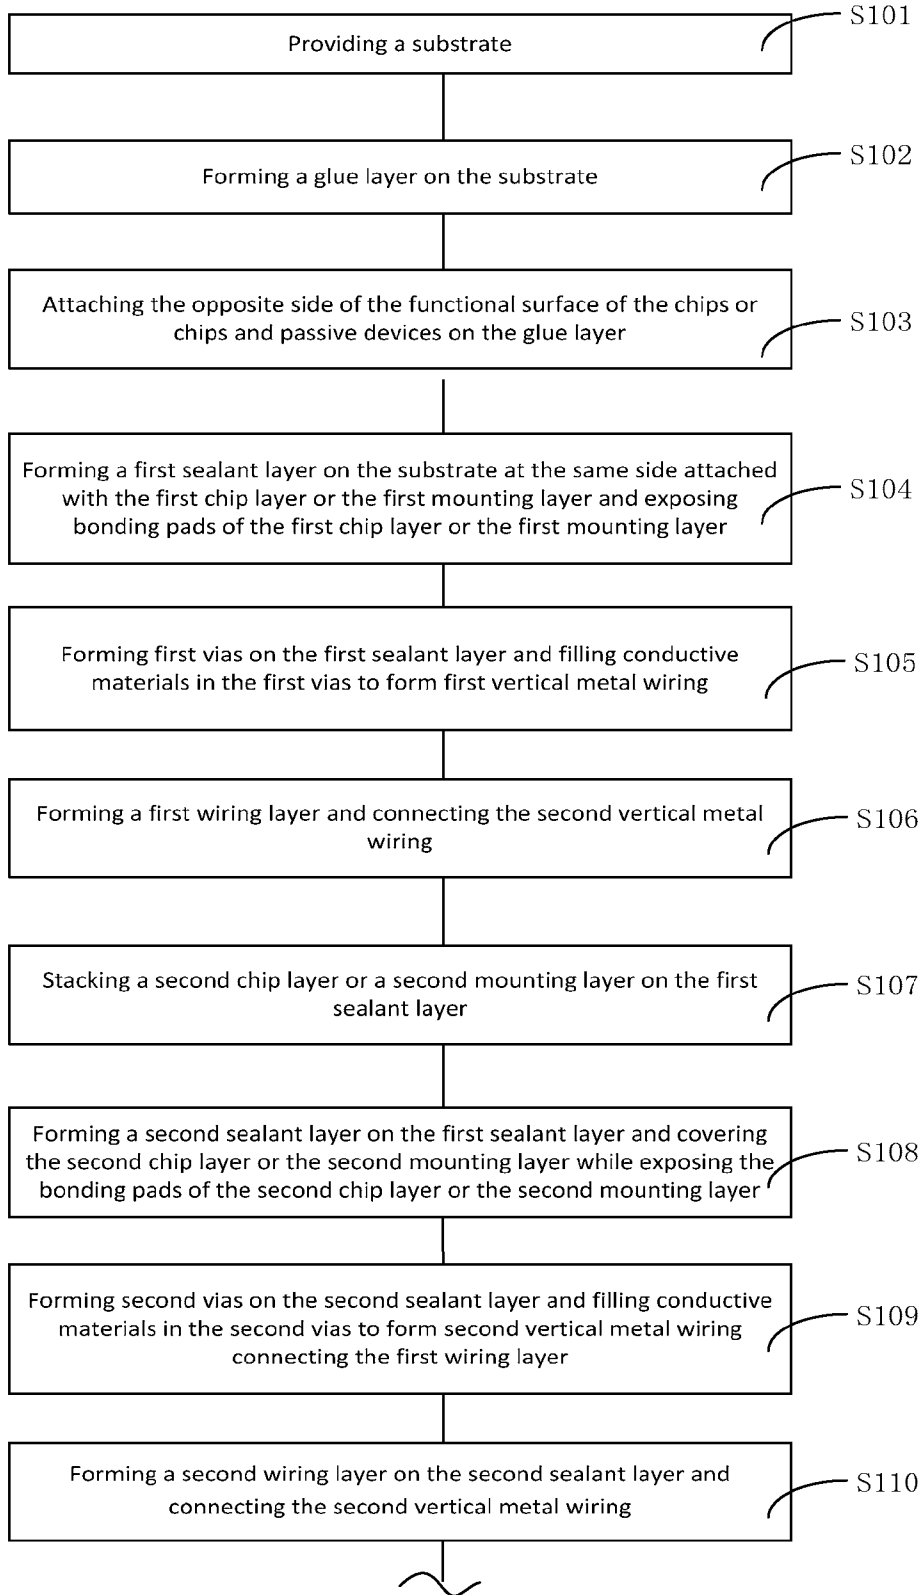 S101
Providing a substrate
S102
Forming a glue layer on the substrate
Attaching the opposite side of the functional surface of the chips or
chips and passive devices on the glue layer
S103
Forming a first sealant layer on the substrate at the same side attached
with the first chip layer or the first mounting layer and exposing
bonding pads of the first chip layer or the first mounting layer
S104
Forming first vias on the first sealant layer and filling conductive
materials in the first vias to form first vertical metal wiring
S105
Forming a first wiring layer and connecting the second vertical metal
wiring
S106
Stacking a second chip layer or a second mounting layer on the first
sealant layer
S107
Forming a second sealant layer on the first sealant layer and covering
the second chip layer or the second mounting layer while exposing the
bonding pads of the second chip layer or the second mounting layer
S108
Forming second vias on the second sealant layer and filling conductive
materials in the second vias to form second vertical metal wiring
connecting the first wiring layer
S109
Forming a second wiring layer on the second sealant layer and
connecting the second vertical metal wiring
S110